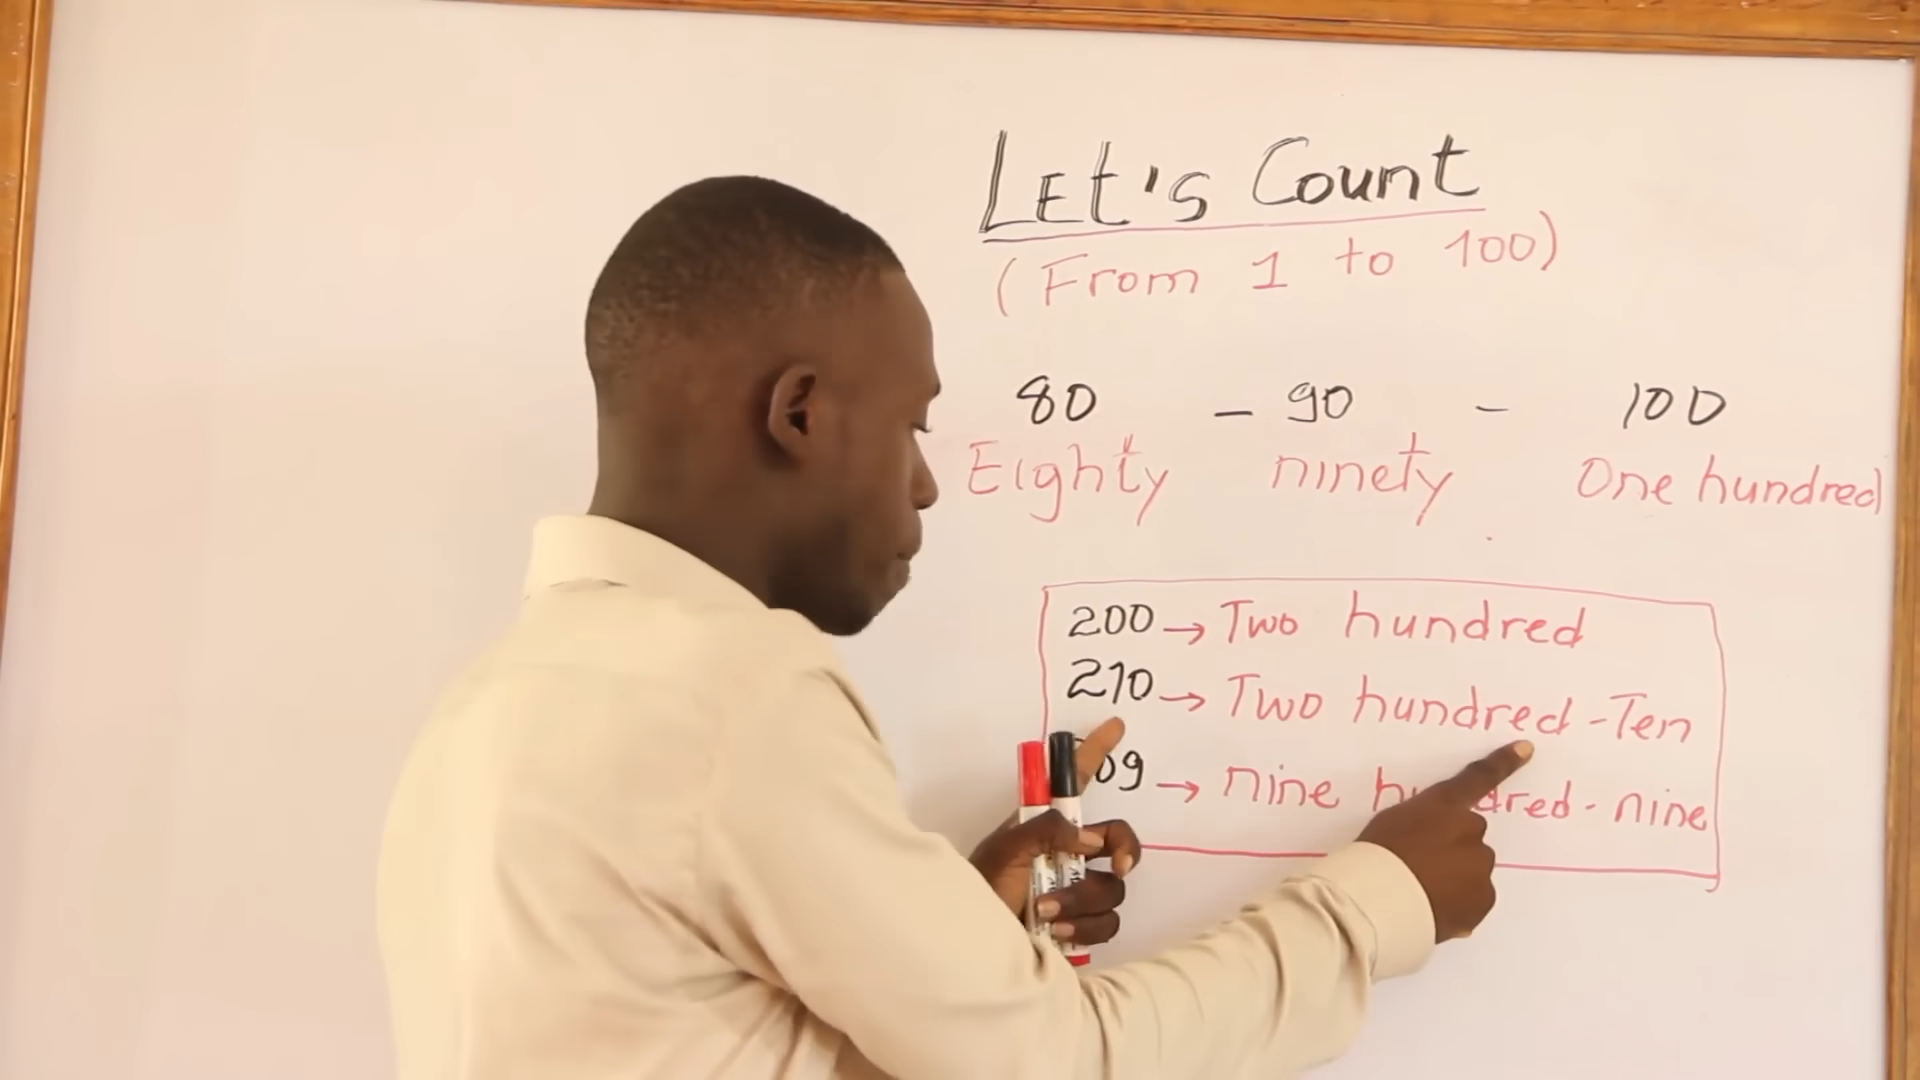 LEt's Count
(From 1 to 100)
80 – 90 – 100
Eighty ninety One hundred
200 → Two hundred
210 → Two hundred - Ten
09 → nine hundred - nine